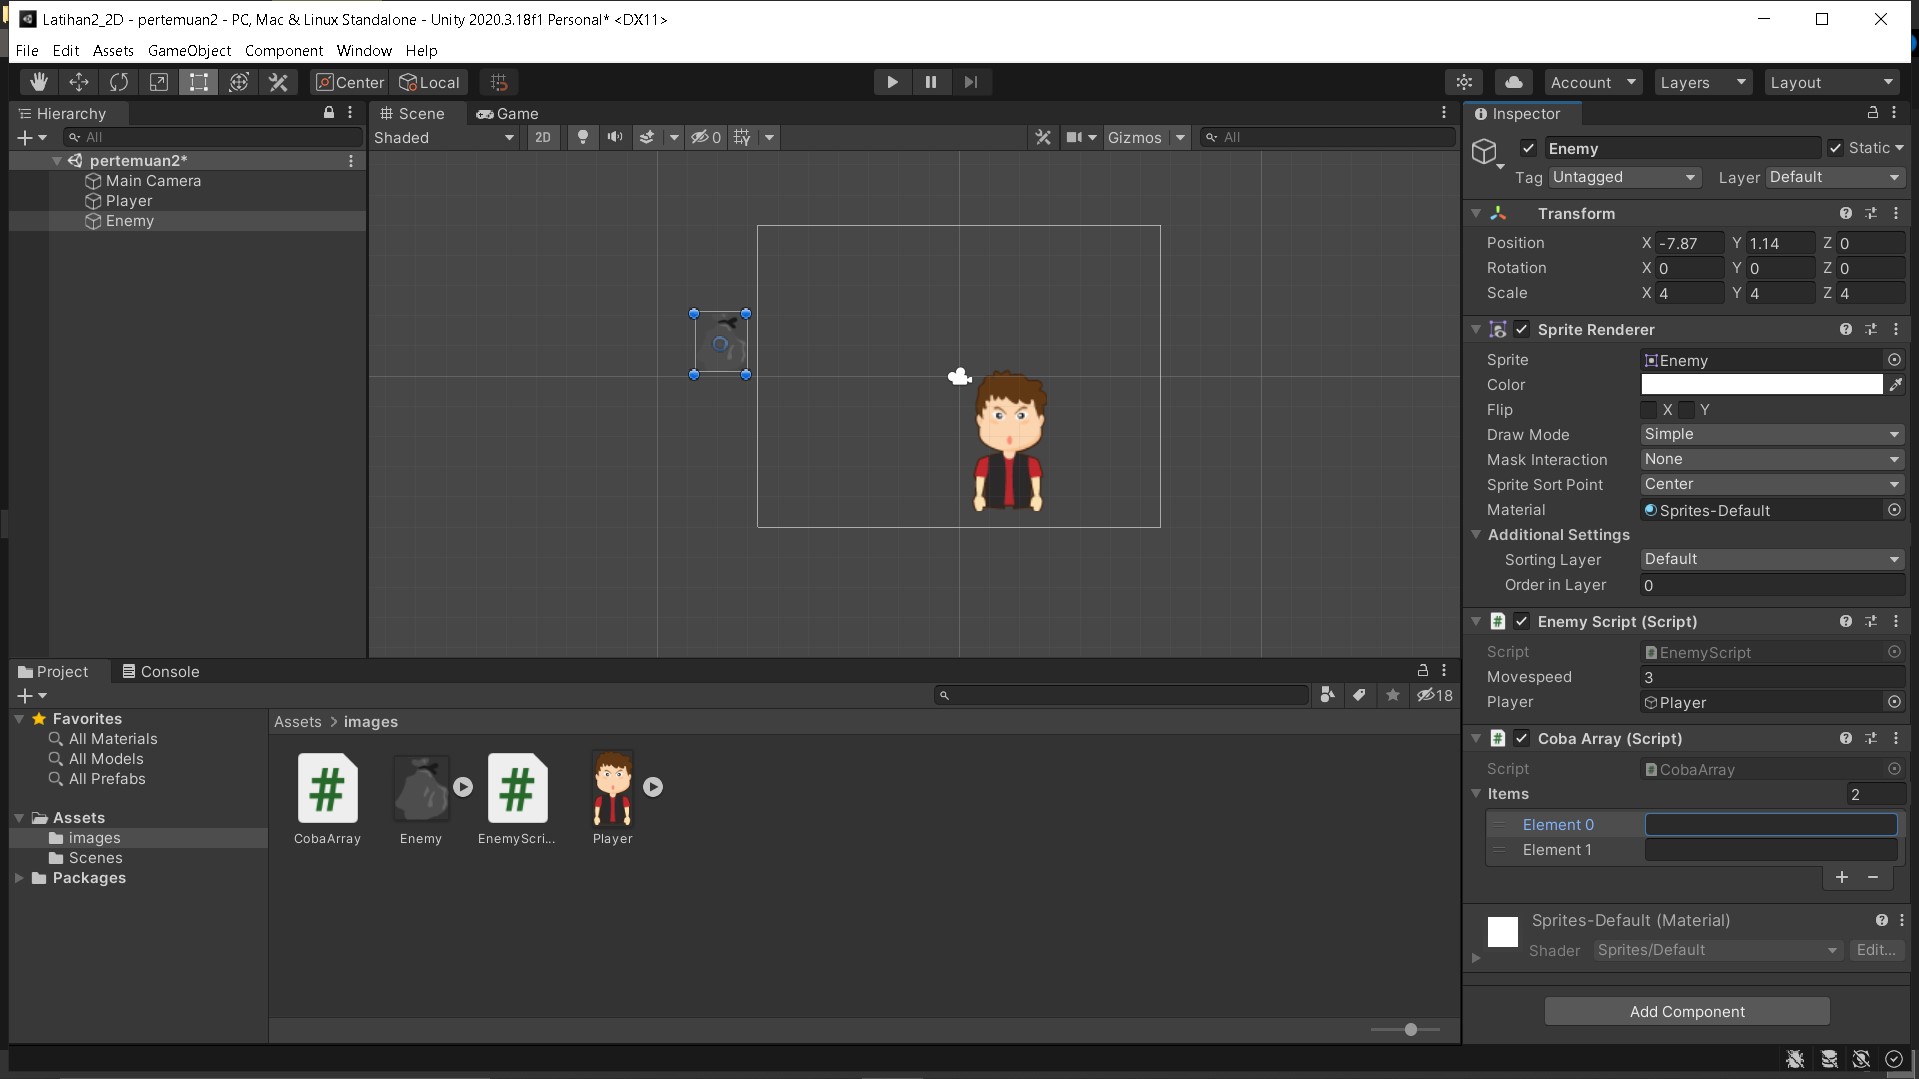 Latihan2_2D - pertemuan2 - PC, Mac & Linux Standalone - Unity 2020.3.18f1 Personal* <DX11>
File Edit Assets GameObject Component Window Help
Center Local Account Layers Layout
Hierarchy
All
pertemuan2*
Main Camera
Player
Enemy
Scene Game
Shaded 2D 0 Gizmos All
Inspector
Enemy Static
Tag Untagged Layer Default
Transform
Position X -7.87 Y 1.14 Z 0
Rotation X 0 Y 0 Z 0
Scale X 4 Y 4 Z 4
Sprite Renderer
Sprite Enemy
Color
Flip X Y
Draw Mode Simple
Mask Interaction None
Sprite Sort Point Center
Material Sprites-Default
Additional Settings
Sorting Layer Default
Order in Layer 0
Enemy Script (Script)
Script EnemyScript
Movespeed 3
Player Player
Coba Array (Script)
Script CobaArray
Items 2
Element 0
Element 1
+ −
Sprites-Default (Material)
Shader Sprites/Default Edit...
Add Component
Project Console
18
Favorites
All Materials
All Models
All Prefabs
Assets
images
Scenes
Packages
Assets > images
CobaArray Enemy EnemyScri... Player